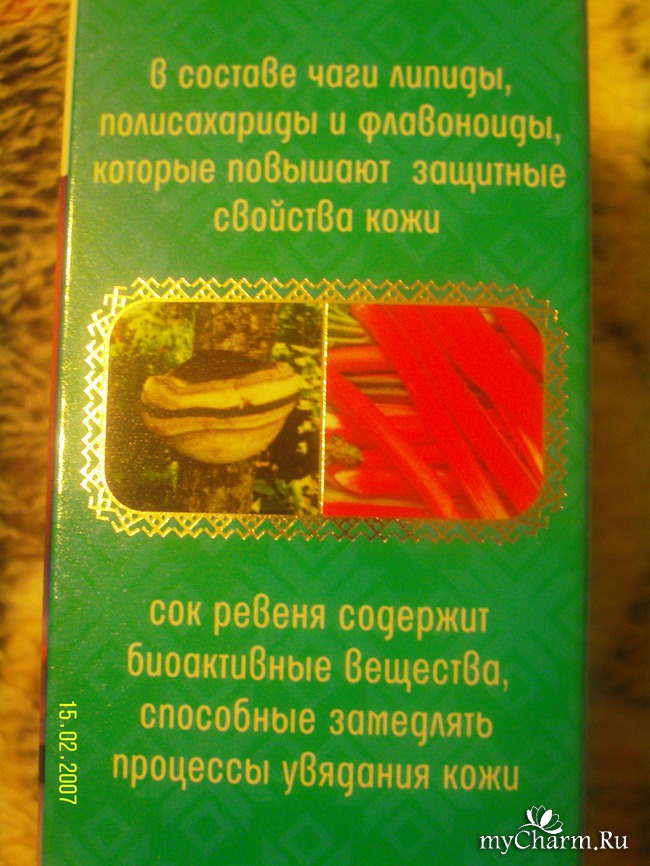 в составе чаги липиды,
полисахариды и флавоноиды,
которые повышают защитные
свойства кожи
сок ревеня содержит
биоактивные вещества,
способные замедлять
процессы увядания кожи
15.02.2007
myCharm.Ru